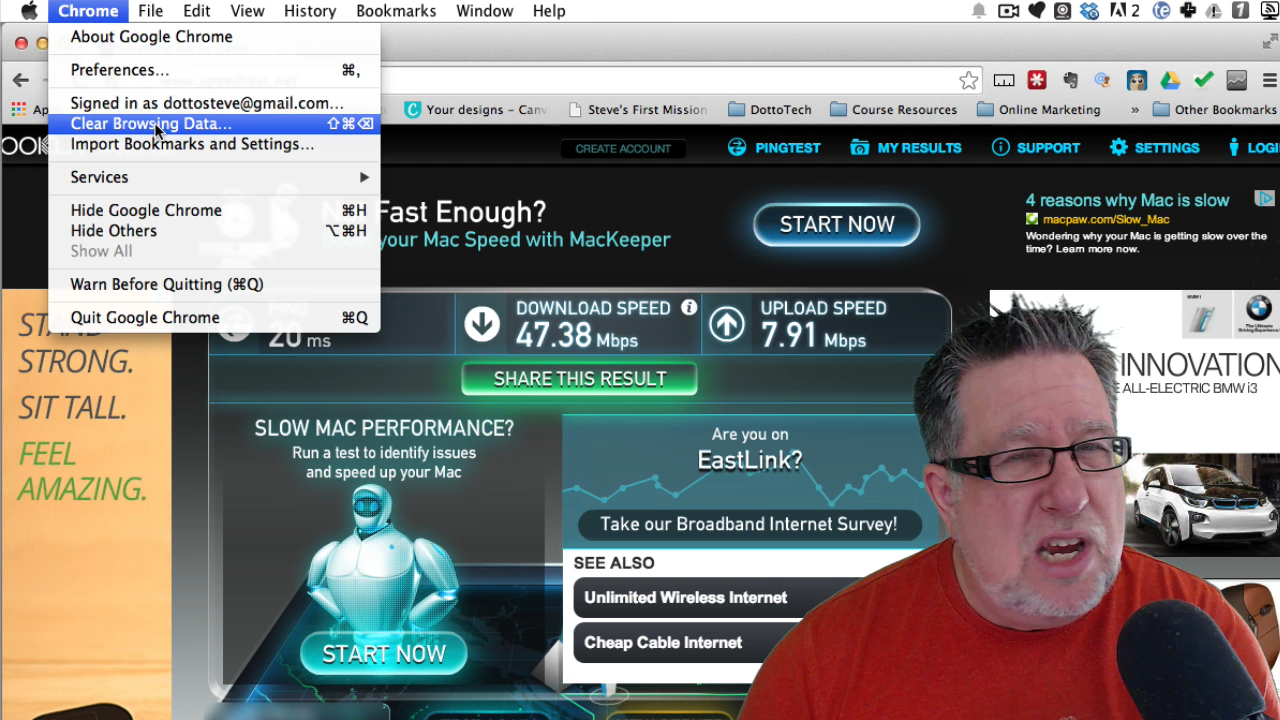 Chrome File Edit View History Bookmarks Window Help
2
1
About Google Chrome
Preferences… ⌘,
Signed in as dottosteve@gmail.com…
Clear Browsing Data… ⇧⌘⌫
Import Bookmarks and Settings…
Services ▶
Hide Google Chrome ⌘H
Hide Others ⌥⌘H
Show All
Warn Before Quitting (⌘Q)
Quit Google Chrome ⌘Q
Your designs - Canv
Steve's First Mission
DottoTech
Course Resources
Online Marketing
»
Other Bookmarks
CREATE ACCOUNT
PINGTEST
MY RESULTS
SUPPORT
SETTINGS
LOGI
Fast Enough?
your Mac Speed with MacKeeper
START NOW
4 reasons why Mac is slow
macpaw.com/Slow_Mac
Wondering why your Mac is getting slow over the
time? Learn more now.
20 ms
DOWNLOAD SPEED
47.38 Mbps
UPLOAD SPEED
7.91 Mbps
SHARE THIS RESULT
STAND
STRONG.
SIT TALL.
FEEL
AMAZING.
SLOW MAC PERFORMANCE?
Run a test to identify issues
and speed up your Mac
START NOW
Are you on
EastLink?
Take our Broadband Internet Survey!
SEE ALSO
Unlimited Wireless Internet
Cheap Cable Internet
INNOVATION
ALL-ELECTRIC BMW i3